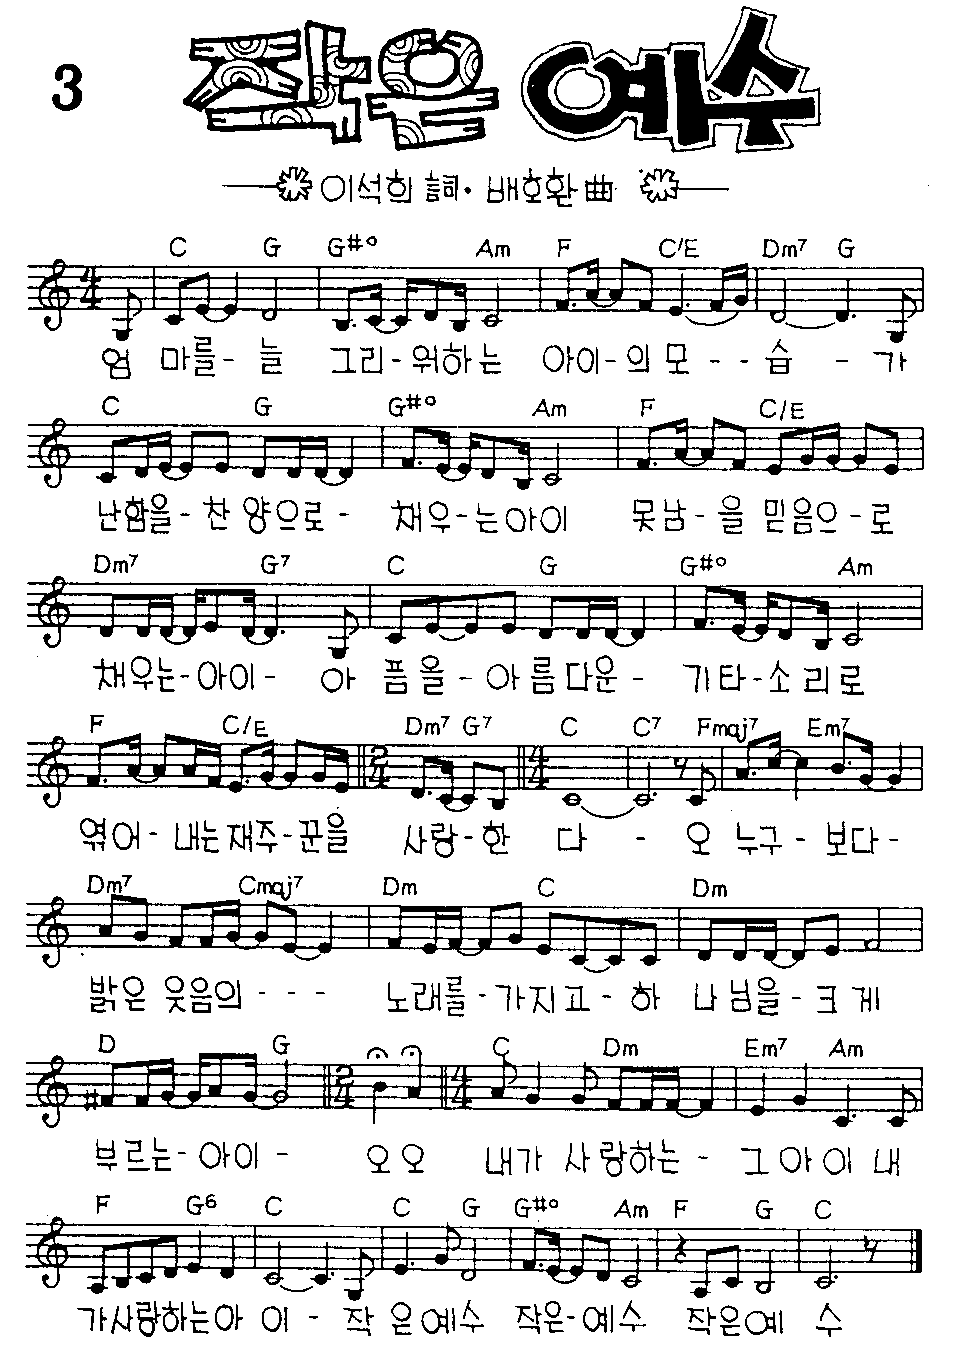 3
작은 예수
이석희 詞・배호환 曲
C G G#° Am F C/E Dm7 G
엄 마를- 늘 그리-워하는 아이-의 모 - - 습 - 가
C G G#° Am F C/E
난함을-찬 양으로- 채우-는아이 못남-을 믿음으-로
Dm7 G7 C G G#° Am
채우는-아이- 아 픔을-아름다운- 기타-소리로
F C/E Dm7 G7 C C7 Fmaj7 Em7
엮어-내는재주-꾼을 사랑-한 다 - 오 누구-보다-
Dm7 Cmaj7 Dm C Dm
밝은 웃음의 - - - 노래를-가지고-하 나님을-크게
D G C Dm Em7 Am
부르는-아이- 오오 내가 사랑하는- 그아이 내
F G6 C C G G#° Am F G C
가사랑하는아 이- 작 은예수 작은-예수 작은예 수